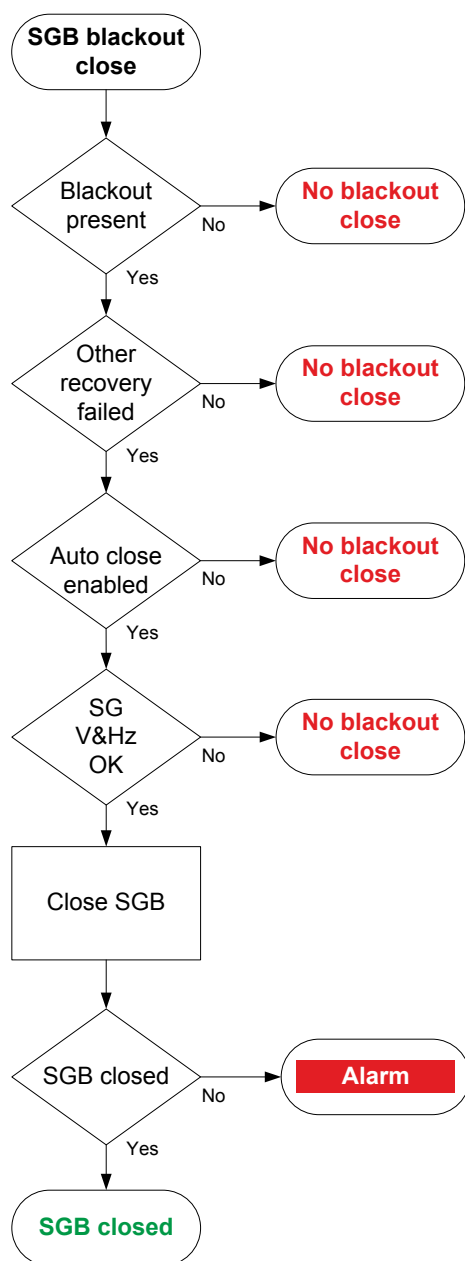 SGB blackout
close
Blackout
present
No
No blackout
close
Yes
Other
recovery
failed
No
No blackout
close
Yes
Auto close
enabled
No
No blackout
close
Yes
SG
V&Hz
OK
No
No blackout
close
Yes
Close SGB
SGB closed
No
Alarm
Yes
SGB closed